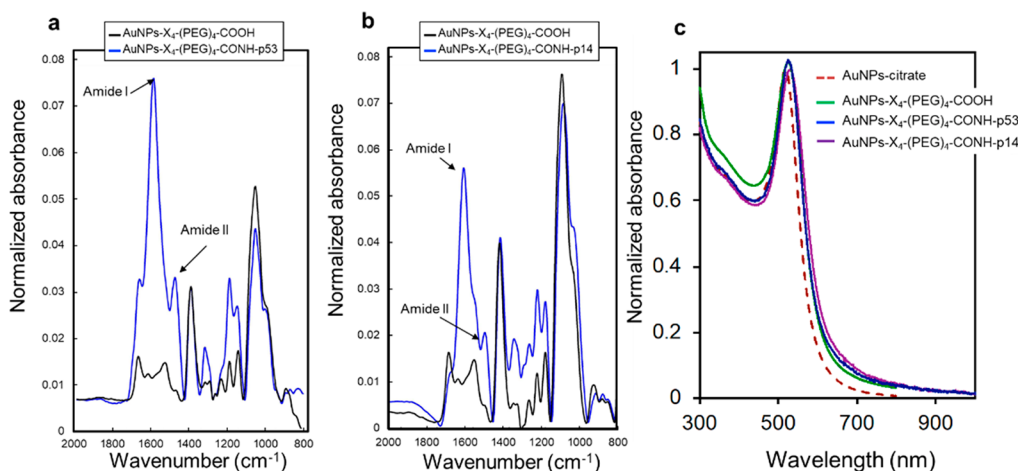 a
AuNPs-X₄-(PEG)₄-COOH
AuNPs-X₄-(PEG)₄-CONH-p53
0.08
0.07
0.06
0.05
0.04
0.03
0.02
0.01
0
Normalized absorbance
Amide I
Amide II
2000 1800 1600 1400 1200 1000 800
Wavenumber (cm⁻¹)
b
AuNPs-X₄-(PEG)₄-COOH
AuNPs-X₄-(PEG)₄-CONH-p14
0.08
0.07
0.06
0.05
0.04
0.03
0.02
0.01
0
Normalized absorbance
Amide I
Amide II
2000 1800 1600 1400 1200 1000 800
Wavenumber (cm⁻¹)
c
AuNPs-citrate
AuNPs-X₄-(PEG)₄-COOH
AuNPs-X₄-(PEG)₄-CONH-p53
AuNPs-X₄-(PEG)₄-CONH-p14
1
0.8
0.6
0.4
0.2
0
Normalized absorbance
300 500 700 900
Wavelength (nm)